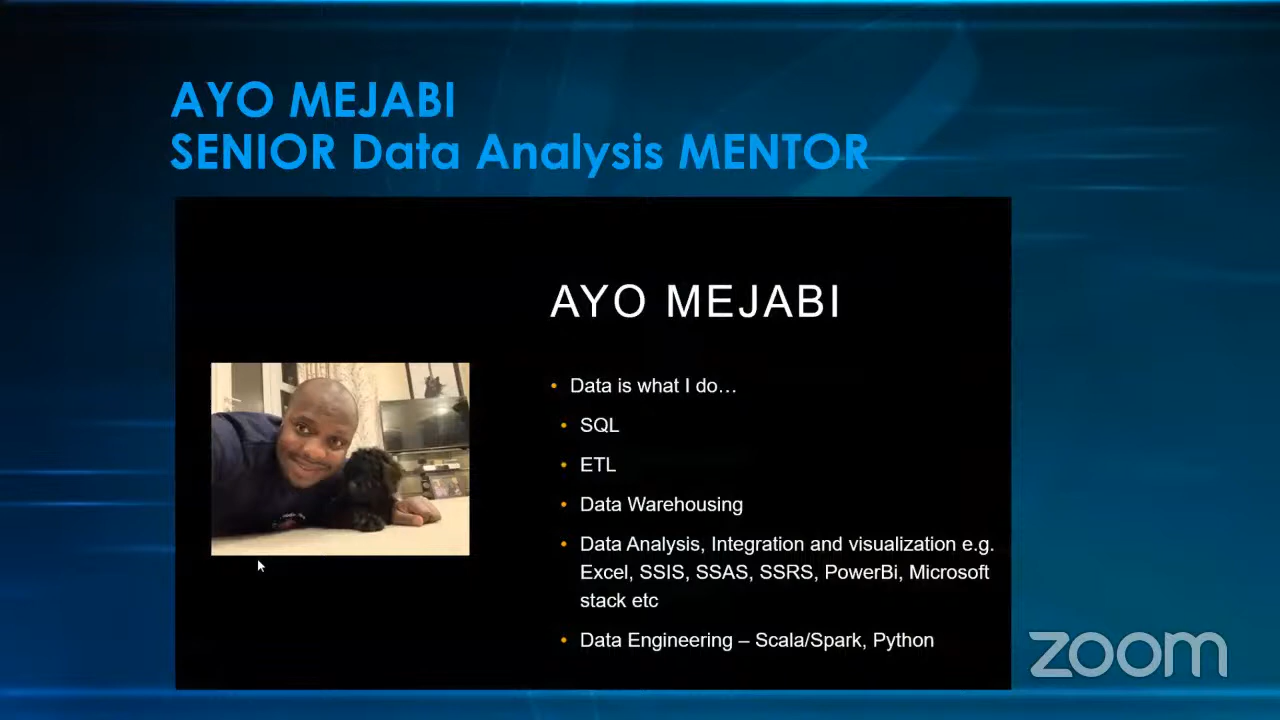 AYO MEJABI
SENIOR Data Analysis MENTOR
AYO MEJABI
• Data is what I do…
• SQL
• ETL
• Data Warehousing
• Data Analysis, Integration and visualization e.g.
Excel, SSIS, SSAS, SSRS, PowerBi, Microsoft
stack etc
• Data Engineering – Scala/Spark, Python
zoom